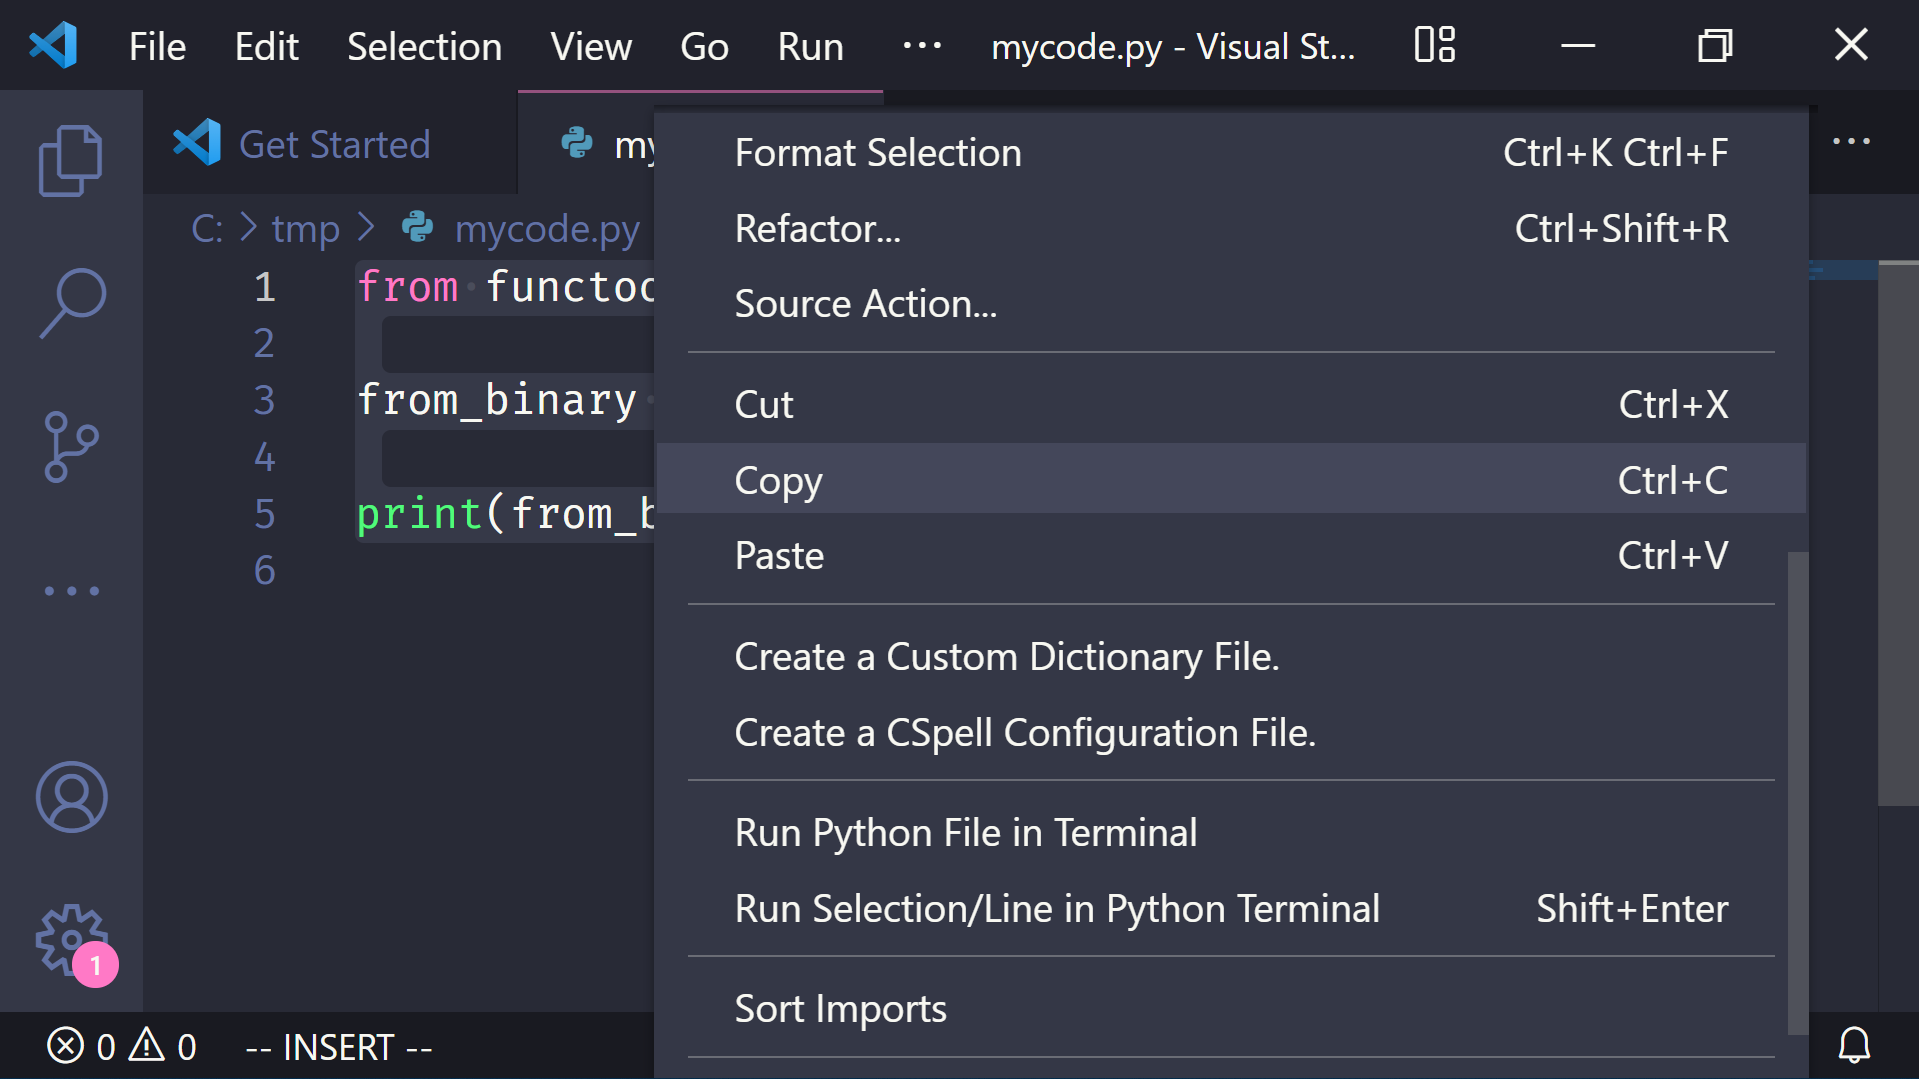 File Edit Selection View Go Run ··· mycode.py - Visual St...
Get Started
C: > tmp > mycode.py
1 from
2
3 from_binary
4
5 print(
6
Format Selection Ctrl+K Ctrl+F
Refactor... Ctrl+Shift+R
Source Action...
Cut Ctrl+X
Copy Ctrl+C
Paste Ctrl+V
Create a Custom Dictionary File.
Create a CSpell Configuration File.
Run Python File in Terminal
Run Selection/Line in Python Terminal Shift+Enter
Sort Imports
1
0 0 -- INSERT --